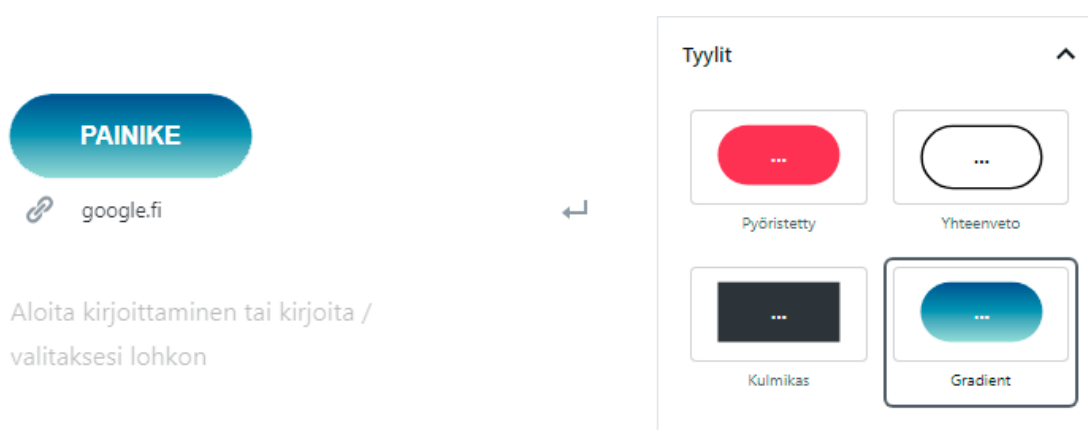 PAINIKE
google.fi
Aloita kirjoittaminen tai kirjoita /
valitaksesi lohkon
Tyylit
...
...
Pyöristetty
Yhteenveto
...
...
Kulmikas
Gradient